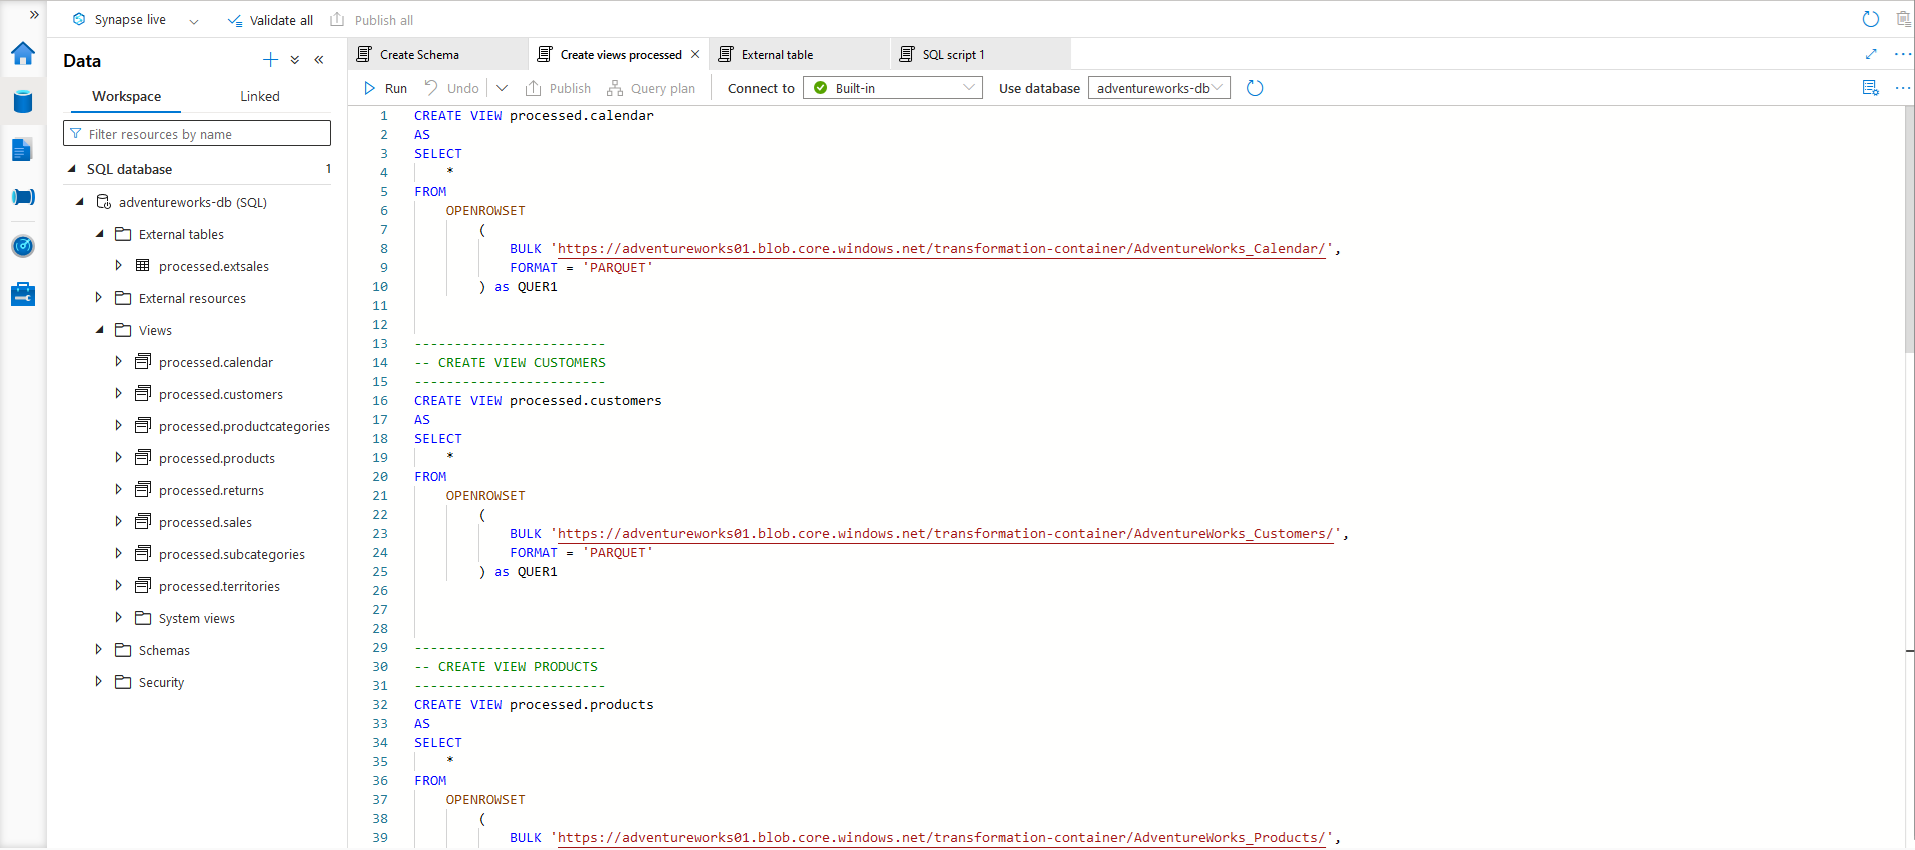 Synapse live
Validate all
Publish all
Data
Workspace
Linked
Filter resources by name
SQL database
1
adventureworks-db (SQL)
External tables
processed.extsales
External resources
Views
processed.calendar
processed.customers
processed.productcategories
processed.products
processed.returns
processed.sales
processed.subcategories
processed.territories
System views
Schemas
Security
Create Schema
Create views processed
External table
SQL script 1
Run
Undo
Publish
Query plan
Connect to
Built-in
Use database
adventureworks-db
1 CREATE VIEW processed.calendar
2 AS
3 SELECT
4 *
5 FROM
6 OPENROWSET
7 (
8 BULK 'https://adventureworks01.blob.core.windows.net/transformation-container/AdventureWorks_Calendar/',
9 FORMAT = 'PARQUET'
10 ) as QUER1
11
12
13 ------------------------
14 -- CREATE VIEW CUSTOMERS
15 ------------------------
16 CREATE VIEW processed.customers
17 AS
18 SELECT
19 *
20 FROM
21 OPENROWSET
22 (
23 BULK 'https://adventureworks01.blob.core.windows.net/transformation-container/AdventureWorks_Customers/',
24 FORMAT = 'PARQUET'
25 ) as QUER1
26
27
28
29 ------------------------
30 -- CREATE VIEW PRODUCTS
31 ------------------------
32 CREATE VIEW processed.products
33 AS
34 SELECT
35 *
36 FROM
37 OPENROWSET
38 (
39 BULK 'https://adventureworks01.blob.core.windows.net/transformation-container/AdventureWorks_Products/',